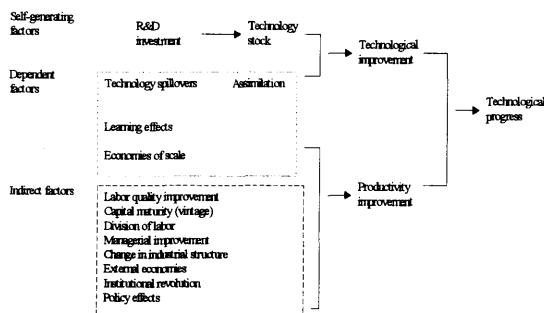 Self-generating factors
R&D investment
Technology stock
Technological improvement
Dependent factors
Technology spillovers
Assimilation
Technological progress
Learning effects
Economies of scale
Indirect factors
Productivity improvement
Labor quality improvement
Capital maturity (vintage)
Division of labor
Managerial improvement
Change in industrial structure
External economies
Institutional revolution
Policy effects